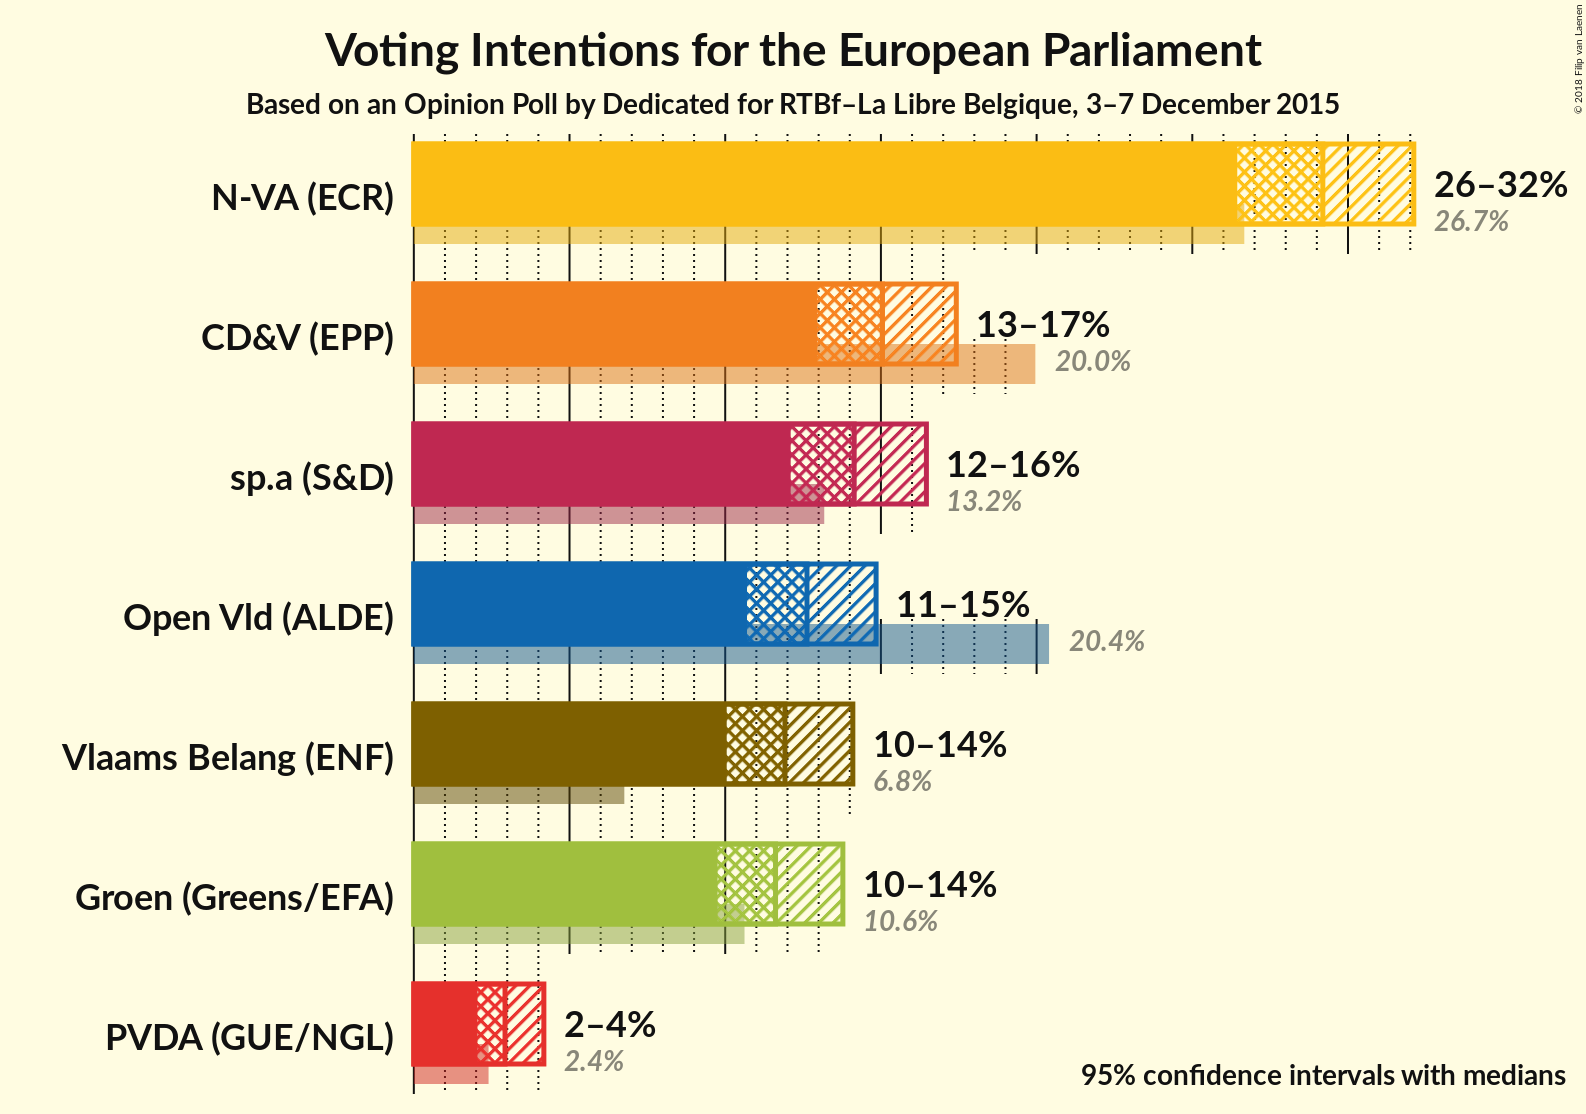 Voting Intentions for the European Parliament
Based on an Opinion Poll by Dedicated for RTBf–La Libre Belgique, 3–7 December 2015
© 2018 Filip van Laenen
N-VA (ECR)
26–32%
26.7%
CD&V (EPP)
13–17%
20.0%
sp.a (S&D)
12–16%
13.2%
Open Vld (ALDE)
11–15%
20.4%
Vlaams Belang (ENF)
10–14%
6.8%
Groen (Greens/EFA)
10–14%
10.6%
PVDA (GUE/NGL)
2–4%
2.4%
95% confidence intervals with medians